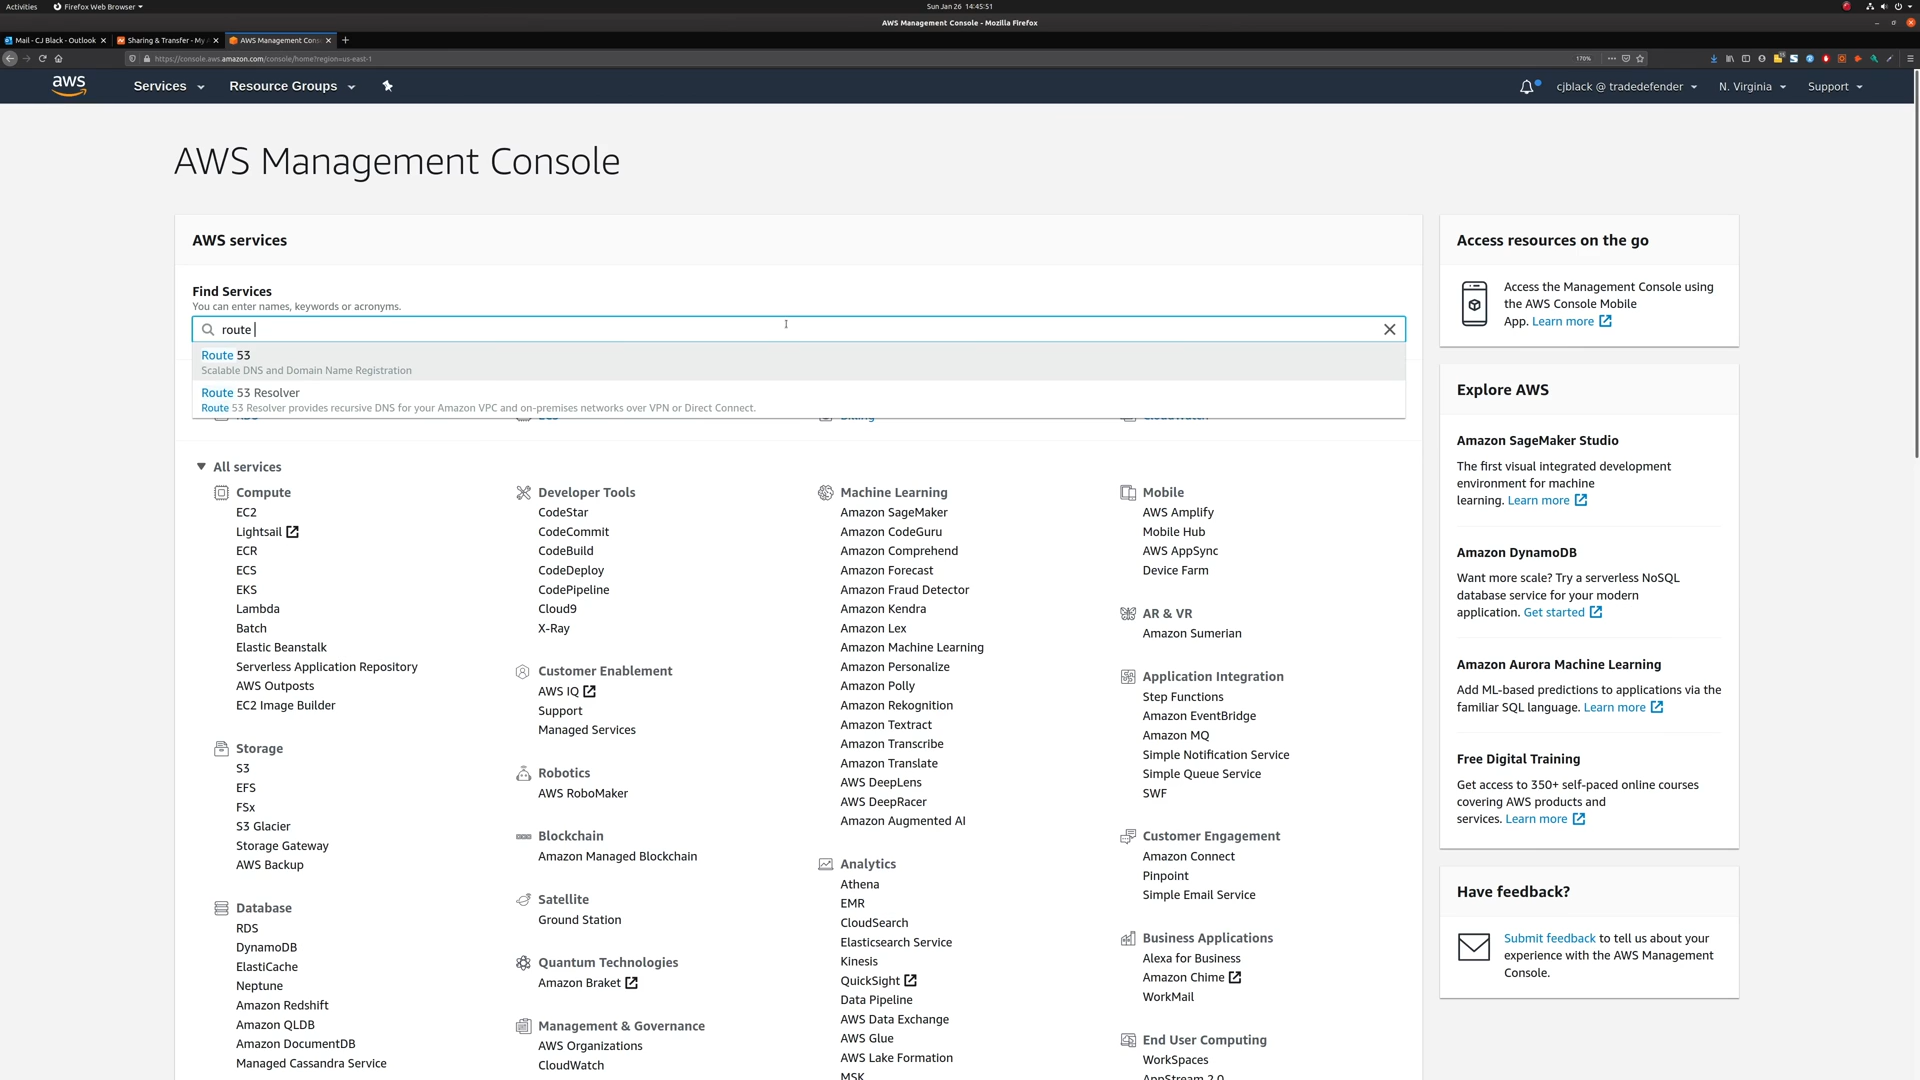 Activities
Firefox Web Browser
Sun Jan 26 14:45:51
AWS Management Console - Mozilla Firefox
Mail - CJ Black - Outlook
Sharing & Transfer - My
AWS Management Con
https://console.aws.amazon.com/console/home?region=us-east-1
170%
aws
Services
Resource Groups
cjblack @ tradedefender
N. Virginia
Support
AWS Management Console
AWS services
Find Services
You can enter names, keywords or acronyms.
route
Route 53
Scalable DNS and Domain Name Registration
Route 53 Resolver
Route 53 Resolver provides recursive DNS for your Amazon VPC and on-premises networks over VPN or Direct Connect.
Billing
CloudWatch
All services
Compute
EC2
Lightsail
ECR
ECS
EKS
Lambda
Batch
Elastic Beanstalk
Serverless Application Repository
AWS Outposts
EC2 Image Builder
Storage
S3
EFS
FSx
S3 Glacier
Storage Gateway
AWS Backup
Database
RDS
DynamoDB
ElastiCache
Neptune
Amazon Redshift
Amazon QLDB
Amazon DocumentDB
Managed Cassandra Service
Developer Tools
CodeStar
CodeCommit
CodeBuild
CodeDeploy
CodePipeline
Cloud9
X-Ray
Customer Enablement
AWS IQ
Support
Managed Services
Robotics
AWS RoboMaker
Blockchain
Amazon Managed Blockchain
Satellite
Ground Station
Quantum Technologies
Amazon Braket
Management & Governance
AWS Organizations
CloudWatch
Machine Learning
Amazon SageMaker
Amazon CodeGuru
Amazon Comprehend
Amazon Forecast
Amazon Fraud Detector
Amazon Kendra
Amazon Lex
Amazon Machine Learning
Amazon Personalize
Amazon Polly
Amazon Rekognition
Amazon Textract
Amazon Transcribe
Amazon Translate
AWS DeepLens
AWS DeepRacer
Amazon Augmented AI
Analytics
Athena
EMR
CloudSearch
Elasticsearch Service
Kinesis
QuickSight
Data Pipeline
AWS Data Exchange
AWS Glue
AWS Lake Formation
MSK
Mobile
AWS Amplify
Mobile Hub
AWS AppSync
Device Farm
AR & VR
Amazon Sumerian
Application Integration
Step Functions
Amazon EventBridge
Amazon MQ
Simple Notification Service
Simple Queue Service
SWF
Customer Engagement
Amazon Connect
Pinpoint
Simple Email Service
Business Applications
Alexa for Business
Amazon Chime
WorkMail
End User Computing
WorkSpaces
AppStream 2.0
Access resources on the go
Access the Management Console using
the AWS Console Mobile
App. Learn more
Explore AWS
Amazon SageMaker Studio
The first visual integrated development
environment for machine
learning. Learn more
Amazon DynamoDB
Want more scale? Try a serverless NoSQL
database service for your modern
application. Get started
Amazon Aurora Machine Learning
Add ML-based predictions to applications via the
familiar SQL language. Learn more
Free Digital Training
Get access to 350+ self-paced online courses
covering AWS products and
services. Learn more
Have feedback?
Submit feedback to tell us about your
experience with the AWS Management
Console.